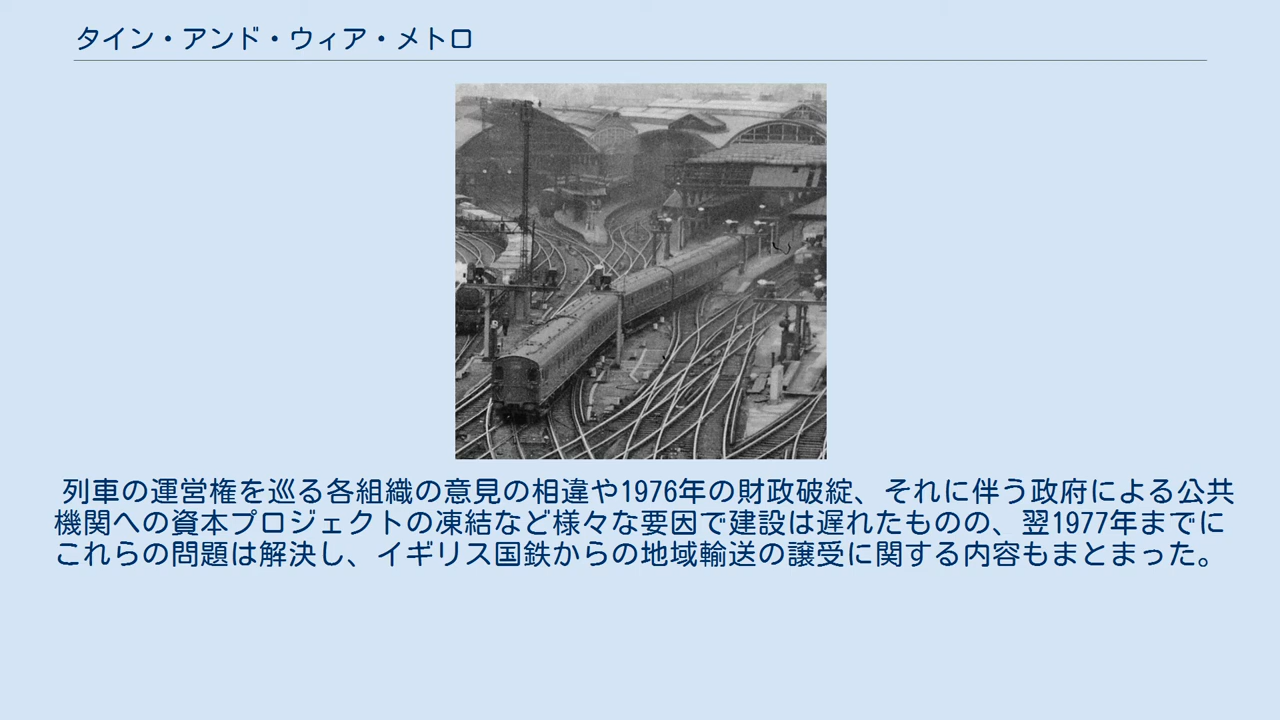 タイン・アンド・ウィア・メトロ
列車の運営権を巡る各組織の意見の相違や1976年の財政破綻、それに伴う政府による公共
機関への資本プロジェクトの凍結など様々な要因で建設は遅れたものの、翌1977年までに
これらの問題は解決し、イギリス国鉄からの地域輸送の譲受に関する内容もまとまった。